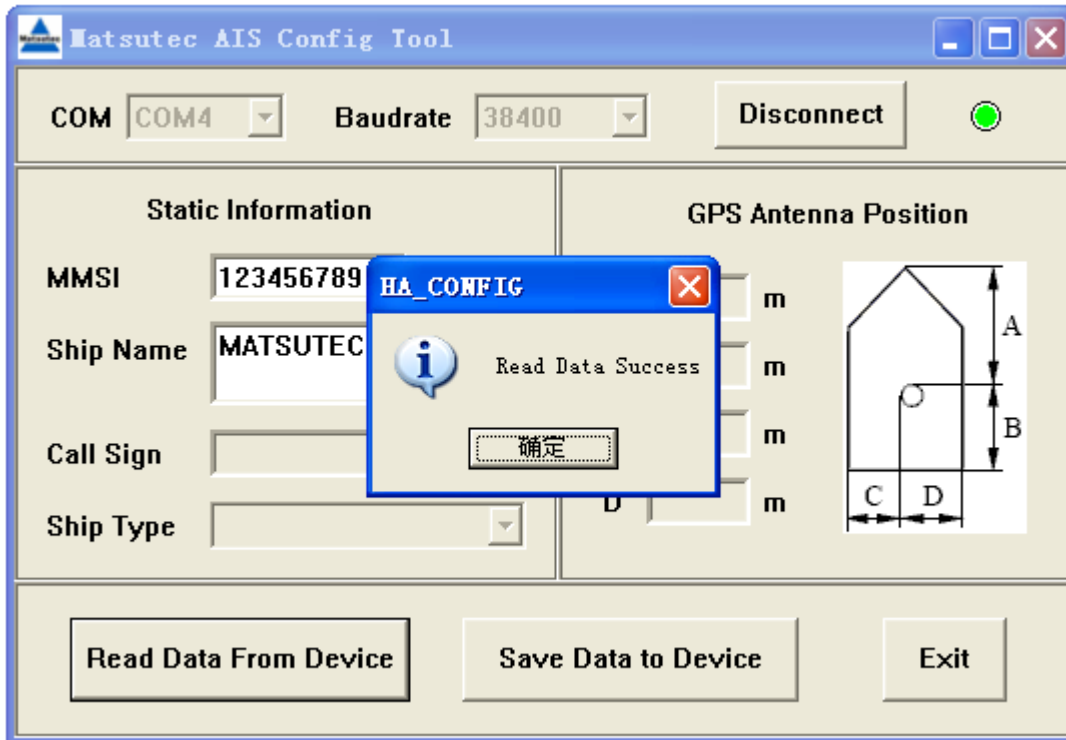 Matsutec AIS Config Tool
COM COM4 Baudrate 38400 Disconnect
Static Information
MMSI 123456789
Ship Name MATSUTEC
Call Sign
Ship Type
HA_CONFIG
Read Data Success
确定
GPS Antenna Position
m
m
m
D m
A
B
C D
Read Data From Device Save Data to Device Exit